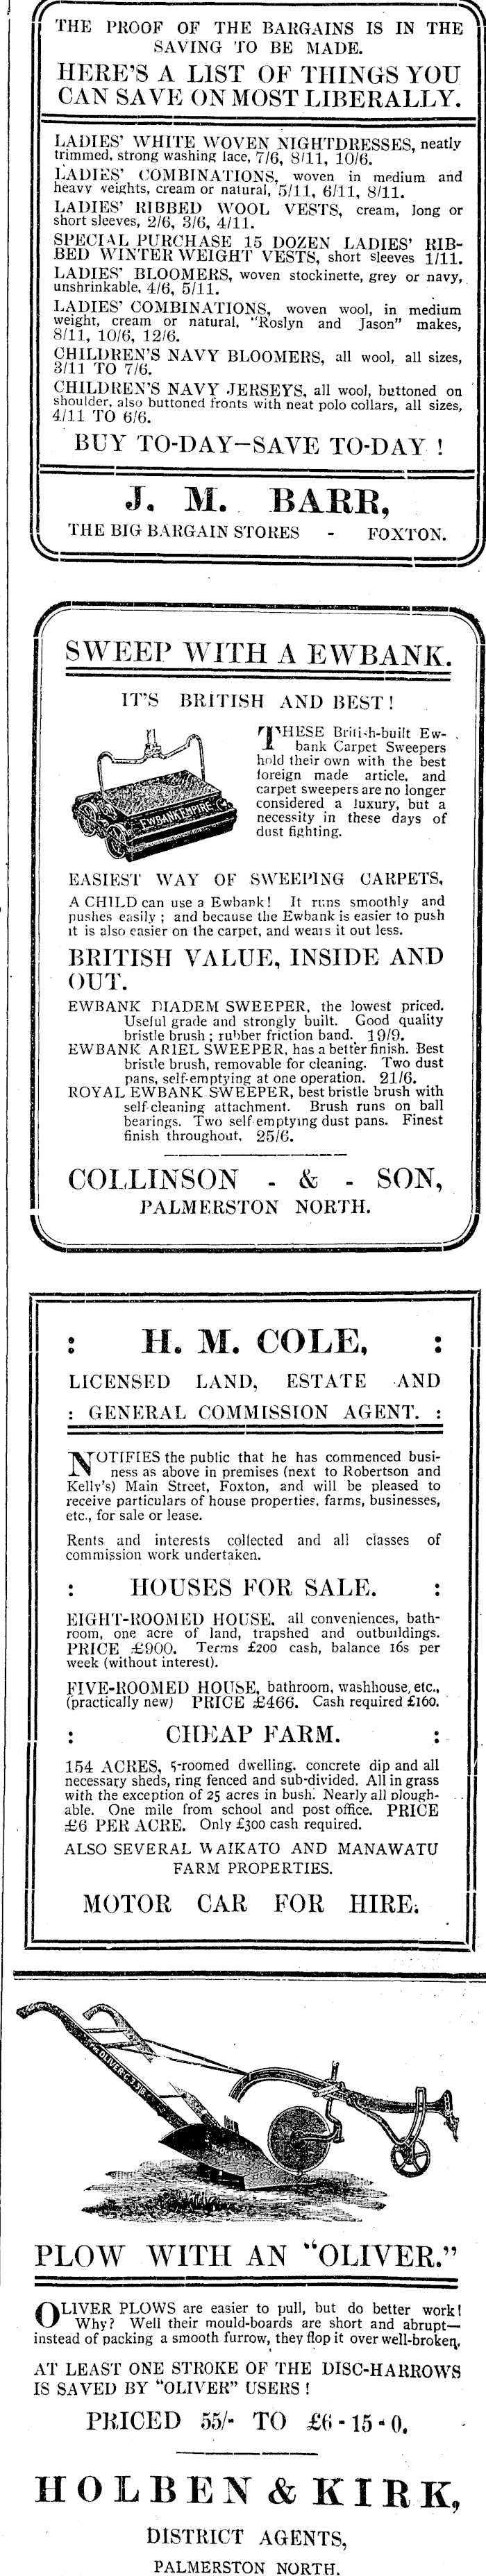 THE PROOF OF THE BARGAINS IS IN THE
SAVING TO BE MADE.
HERE'S A LIST OF THINGS YOU
CAN SAVE ON MOST LIBERALLY.
LADIES' WHITE WOVEN NIGHTDRESSES, neatly
trimmed, strong washing lace, 7/6, 8/11, 10/6.
LADIES' COMBINATIONS, woven in medium and
heavy weights, cream or natural, 5/11, 6/11, 8/11.
LADIES' RIBBED WOOL VESTS, cream, long or
short sleeves, 2/6, 3/6, 4/11.
SPECIAL PURCHASE 15 DOZEN LADIES' RIB-
BED WINTER WEIGHT VESTS, short sleeves 1/11.
LADIES' BLOOMERS, woven stockinette, grey or navy,
unshrinkable, 4/6, 5/11.
LADIES' COMBINATIONS, woven wool, in medium
weight, cream or natural, "Roslyn and Jason" makes,
8/11, 10/6, 12/6.
CHILDREN'S NAVY BLOOMERS, all wool, all sizes,
3/11 TO 7/6.
CHILDREN'S NAVY JERSEYS, all wool, buttoned on
shoulder, also buttoned fronts with neat polo collars, all sizes,
4/11 TO 6/6.
BUY TO-DAY—SAVE TO-DAY !
J. M. BARR,
THE BIG BARGAIN STORES - FOXTON.
SWEEP WITH A EWBANK.
IT'S BRITISH AND BEST!
EWBANK EMPIRE
THESE British-built Ew-
bank Carpet Sweepers
hold their own with the best
foreign made article, and
carpet sweepers are no longer
considered a luxury, but a
necessity in these days of
dust fighting.
EASIEST WAY OF SWEEPING CARPETS.
A CHILD can use a Ewbank! It runs smoothly and
pushes easily ; and because the Ewbank is easier to push
it is also easier on the carpet, and wears it out less.
BRITISH VALUE, INSIDE AND
OUT.
EWBANK DIADEM SWEEPER, the lowest priced.
Useful grade and strongly built. Good quality
bristle brush ; rubber friction band. 19/9.
EWBANK ARIEL SWEEPER, has a better finish. Best
bristle brush, removable for cleaning. Two dust
pans, self-emptying at one operation. 21/6.
ROYAL EWBANK SWEEPER, best bristle brush with
self-cleaning attachment. Brush runs on ball
bearings. Two self emptying dust pans. Finest
finish throughout. 25/6.
COLLINSON - & - SON,
PALMERSTON NORTH.
: H. M. COLE, :
LICENSED LAND, ESTATE AND
: GENERAL COMMISSION AGENT. :
NOTIFIES the public that he has commenced busi-
ness as above in premises (next to Robertson and
Kelly's) Main Street, Foxton, and will be pleased to
receive particulars of house properties, farms, businesses,
etc., for sale or lease.
Rents and interests collected and all classes of
commission work undertaken.
: HOUSES FOR SALE. :
EIGHT-ROOMED HOUSE, all conveniences, bath-
room, one acre of land, trapshed and outbuildings.
PRICE £900. Terms £200 cash, balance 16s per
week (without interest).
FIVE-ROOMED HOUSE, bathroom, washhouse, etc.,
(practically new) PRICE £466. Cash required £160.
: CHEAP FARM. :
154 ACRES, 5-roomed dwelling, concrete dip and all
necessary sheds, ring fenced and sub-divided. All in grass
with the exception of 25 acres in bush. Nearly all plough-
able. One mile from school and post office. PRICE
£6 PER ACRE. Only £300 cash required.
ALSO SEVERAL WAIKATO AND MANAWATU
FARM PROPERTIES.
MOTOR CAR FOR HIRE.
PLOW WITH AN "OLIVER."
OLIVER PLOWS are easier to pull, but do better work!
Why? Well their mould-boards are short and abrupt—
instead of packing a smooth furrow, they flop it over well-broken.
AT LEAST ONE STROKE OF THE DISC-HARROWS
IS SAVED BY "OLIVER" USERS !
PRICED 55/- TO £6-15-0.
HOLBEN & KIRK,
DISTRICT AGENTS,
PALMERSTON NORTH.